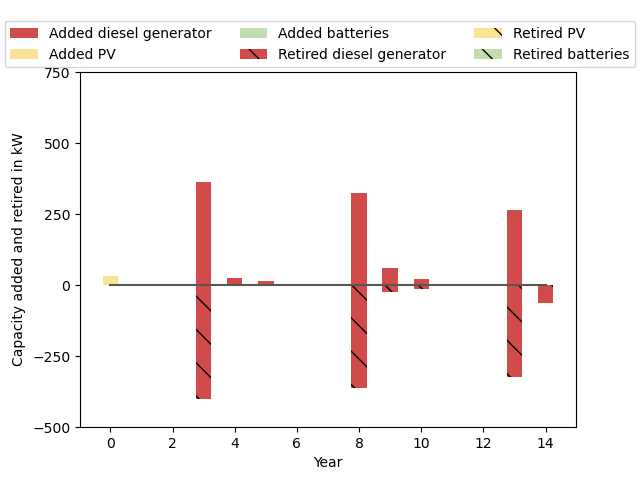 Added diesel generator Added batteries Retired PV
Added PV Retired diesel generator Retired batteries
750
500
250
0
−250
−500
Capacity added and retired in kW
0 2 4 6 8 10 12 14
Year